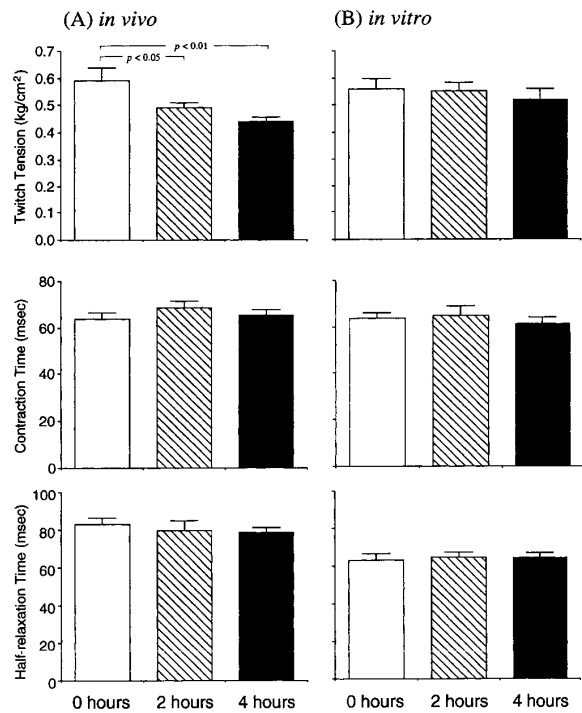 (A) in vivo
(B) in vitro
p < 0.01
p < 0.05
Twitch Tension (kg/cm²)
0.7
0.6
0.5
0.4
0.3
0.2
0.1
0.0
Contraction Time (msec)
80
60
40
20
0
Half-relaxation Time (msec)
100
80
60
40
20
0
0 hours 2 hours 4 hours
0 hours 2 hours 4 hours